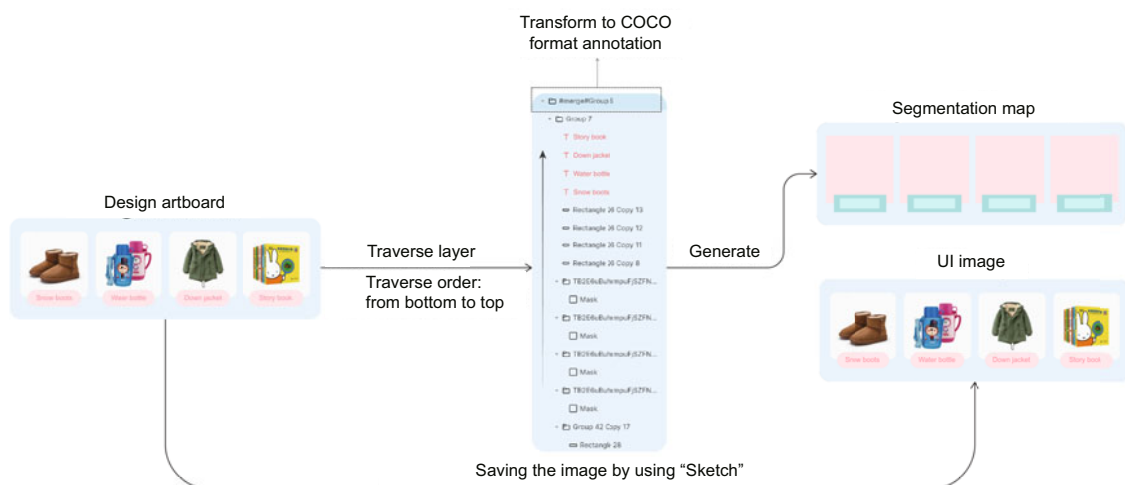 Transform to COCO
format annotation
#merge#Group 8
Group 7
Story book
Down jacket
Water bottle
Snow boots
Rectangle 26 Copy 13
Rectangle 26 Copy 12
Rectangle 26 Copy 11
Rectangle 26 Copy 8
Mask
Mask
Mask
Mask
Group 42 Copy 17
Rectangle 28
Saving the image by using “Sketch”
Design artboard
Snow boots
Water bottle
Down jacket
Story book
Traverse layer
Traverse order:
from bottom to top
Generate
Segmentation map
UI image
Snow boots
Water bottle
Down jacket
Story book